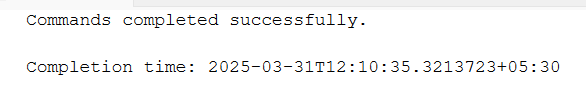 Commands completed successfully.
Completion time: 2025-03-31T12:10:35.3213723+05:30